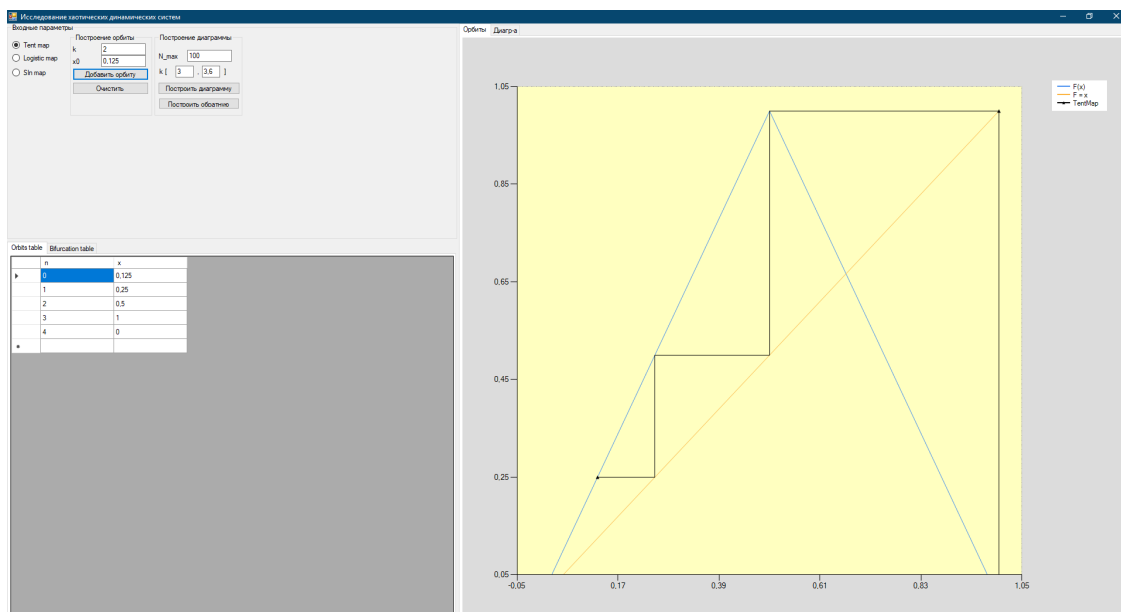 Исследование хаотических динамических систем
Входные параметры
Tent map
Logistic map
SIn map
Построение орбиты
k 2
x0 0,125
Добавить орбиту
Очистить
Построение диаграммы
N_max 100
k [ 3 , 3,6 ]
Построить диаграмму
Постоить обоатнию
Орбиты Диагр-а
Orbits table Bifurcation table
n x
0 0,125
1 0,25
2 0,5
3 1
4 0
1,05
0,85
0,65
0,45
0,25
0,05
-0,05 0,17 0,39 0,61 0,83 1,05
F(x)
F = x
TentMap